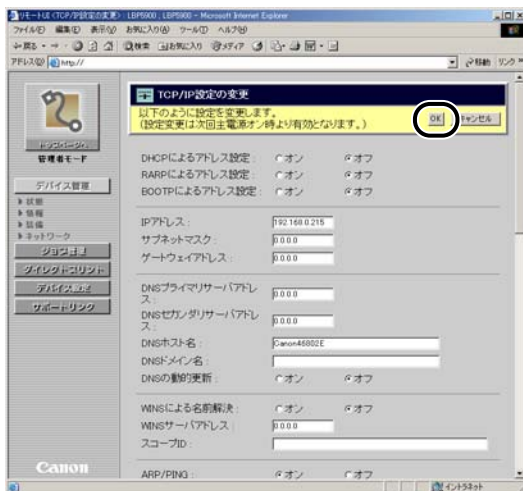 リモートUI <TCP/IP設定の変更> : LBP5900 ; LBP5900 - Microsoft Internet Explorer
ファイル(F) 編集(E) 表示(V) お気に入り(A) ツール(T) ヘルプ(H)
戻る 検索 お気に入り メディア
アドレス(D) http:// 移動 リンク
TCP/IP設定の変更
以下のように設定を変更します。
(設定変更は次回主電源オン時より有効となります。)
OK キャンセル
トップページへ
管理者モード
デバイス管理
状態
情報
装備
ネットワーク
ダイレクトプリント
サポートリンク
Canon
DHCPによるアドレス設定 : オン オフ
RARPによるアドレス設定 : オン オフ
BOOTPによるアドレス設定 : オン オフ
IPアドレス : 192.168.0.215
サブネットマスク : 0.0.0.0
ゲートウェイアドレス : 0.0.0.0
DNSプライマリサーバアドレス : 0.0.0.0
DNSセカンダリサーバアドレス : 0.0.0.0
DNSホスト名 : Canon46802E
DNSドメイン名 :
DNSの動的更新 : オン オフ
WINSによる名前解決 : オン オフ
WINSサーバアドレス : 0.0.0.0
スコープID :
ARP/PING : オン オフ
イントラネット